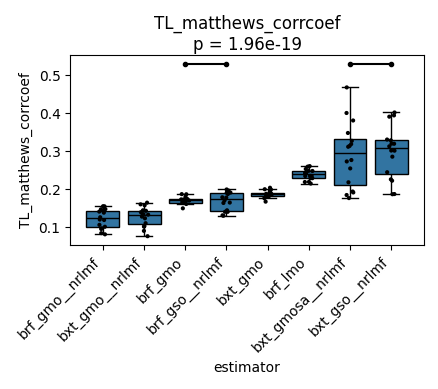 TL_matthews_corrcoef
p = 1.96e-19
TL_matthews_corrcoef
0.5
0.4
0.3
0.2
0.1
brf_gmo__nrlmf
bxt_gmo__nrlmf
brf_gmo
brf_gso__nrlmf
bxt_gmo
brf_lmo
bxt_gmosa__nrlmf
bxt_gso__nrlmf
estimator